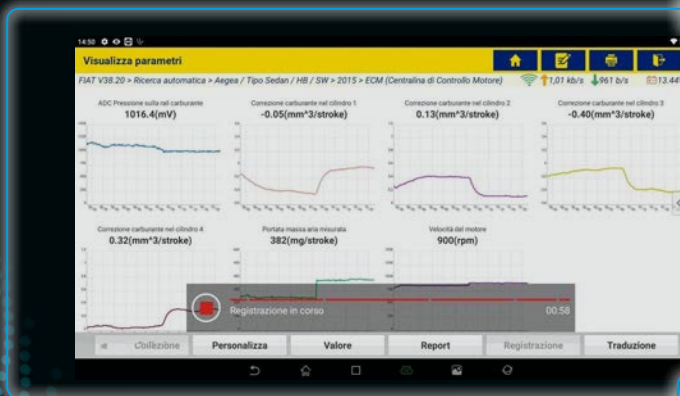 14:50
Visualizza parametri
FIAT V38.20 > Ricerca automatica > Aegea / Tipo Sedan / HB / SW > 2015 > ECM (Centralina di Controllo Motore)
1,01 kb/s
961 b/s
13.44
ADC Pressione sulla rail carburante
1016.4(mV)
Correzione carburante nel cilindro 1
-0.05(mm^3/stroke)
Correzione carburante nel cilindro 2
0.13(mm^3/stroke)
Correzione carburante nel cilindro 3
-0.40(mm^3/stroke)
Correzione carburante nel cilindro 4
0.32(mm^3/stroke)
Portata massa aria misurata
382(mg/stroke)
Velocità del motore
900(rpm)
Registrazione in corso
00:58
Collezione
Personalizza
Valore
Report
Registrazione
Traduzione